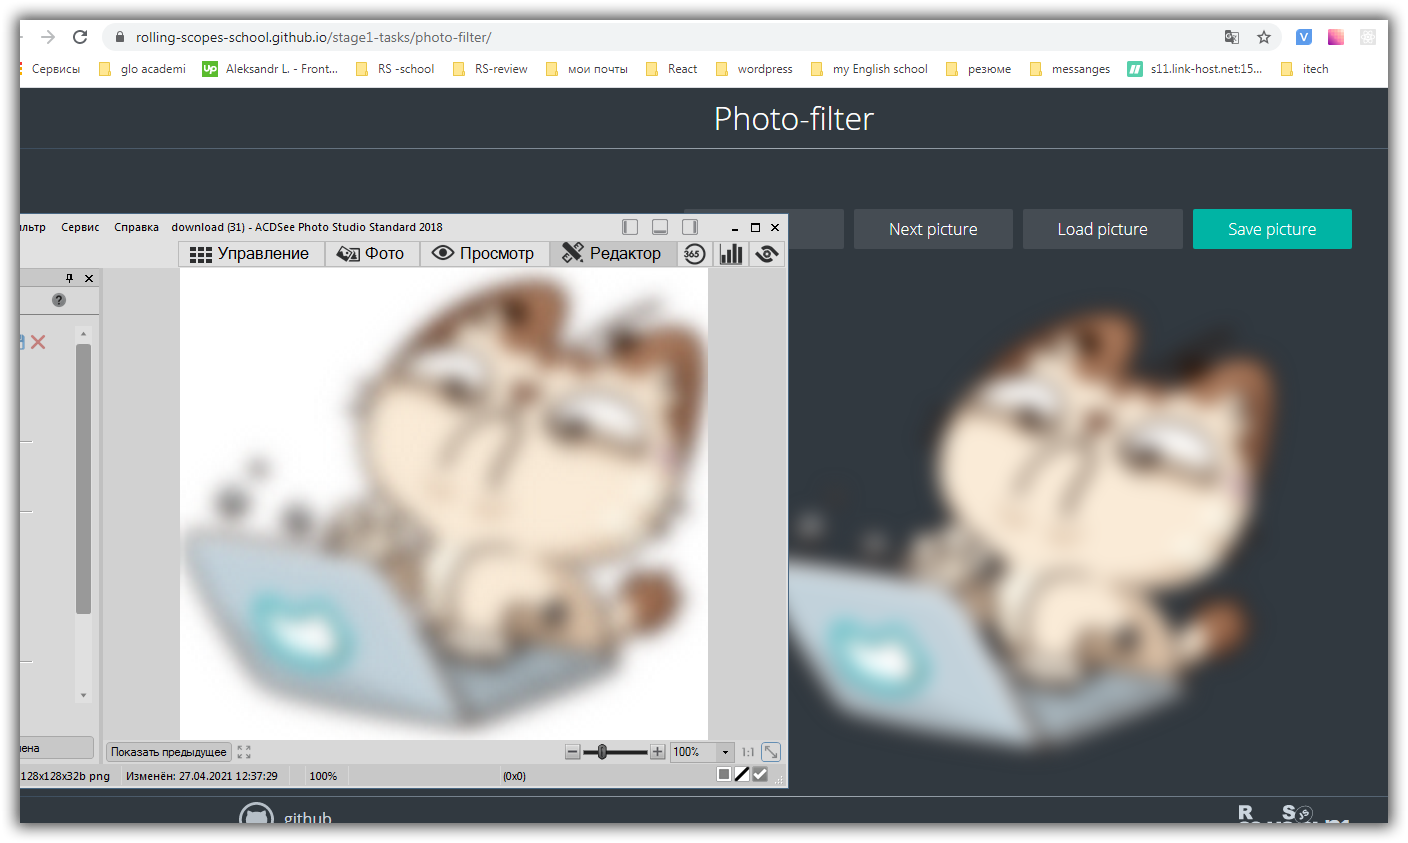 rolling-scopes-school.github.io/stage1-tasks/photo-filter/
Сервисы glo academi Up Aleksandr L. - Front... RS -school RS-review мои почты React wordpress my English school резюме messanges s11.link-host.net:15... itech
Photo-filter
Next picture Load picture Save picture
льтр Сервис Справка download (31) - ACDSee Photo Studio Standard 2018
Управление Фото Просмотр Редактор 365
?
ена Показать предыдущее 100% 1:1
128x128x32b png Изменён: 27.04.2021 12:37:29 100% (0x0)
github
R S JS